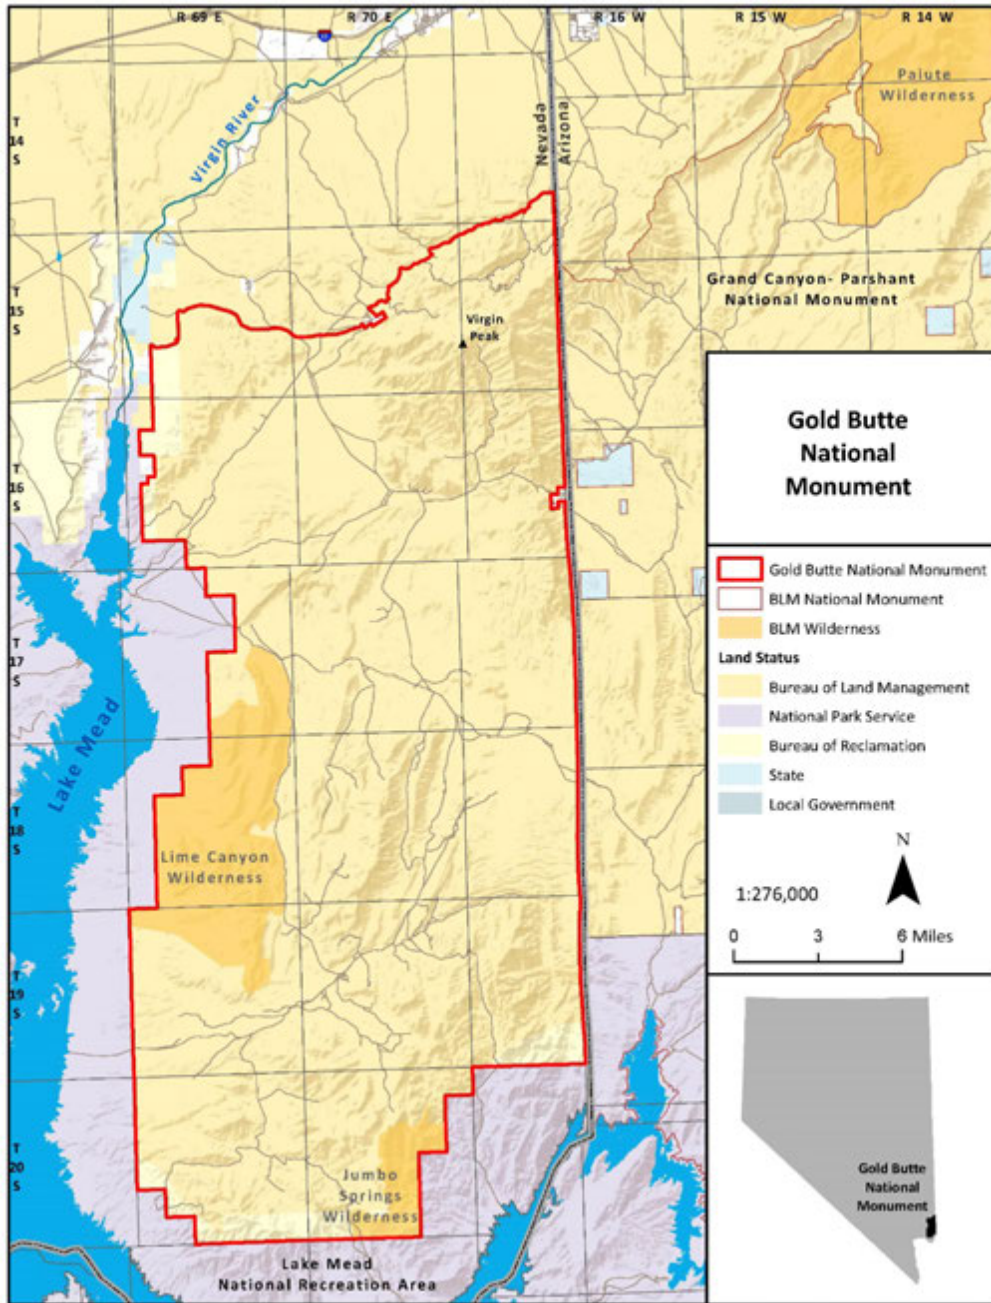 R 69 E
R 70 E
R 16 W
R 15 W
R 14 W
Paiute
Wilderness
Virgin River
Nevada
Arizona
T
14
S
Grand Canyon- Parshant
National Monument
T
15
S
Virgin
Peak
Gold Butte
National
Monument
T
16
S
Gold Butte National Monument
BLM National Monument
BLM Wilderness
Land Status
Bureau of Land Management
National Park Service
Bureau of Reclamation
State
Local Government
T
17
S
Lake Mead
T
18
S
Lime Canyon
Wilderness
N
1:276,000
0 3 6 Miles
T
19
S
T
20
S
Jumbo
Springs
Wilderness
Gold Butte
National
Monument
Lake Mead
National Recreation Area